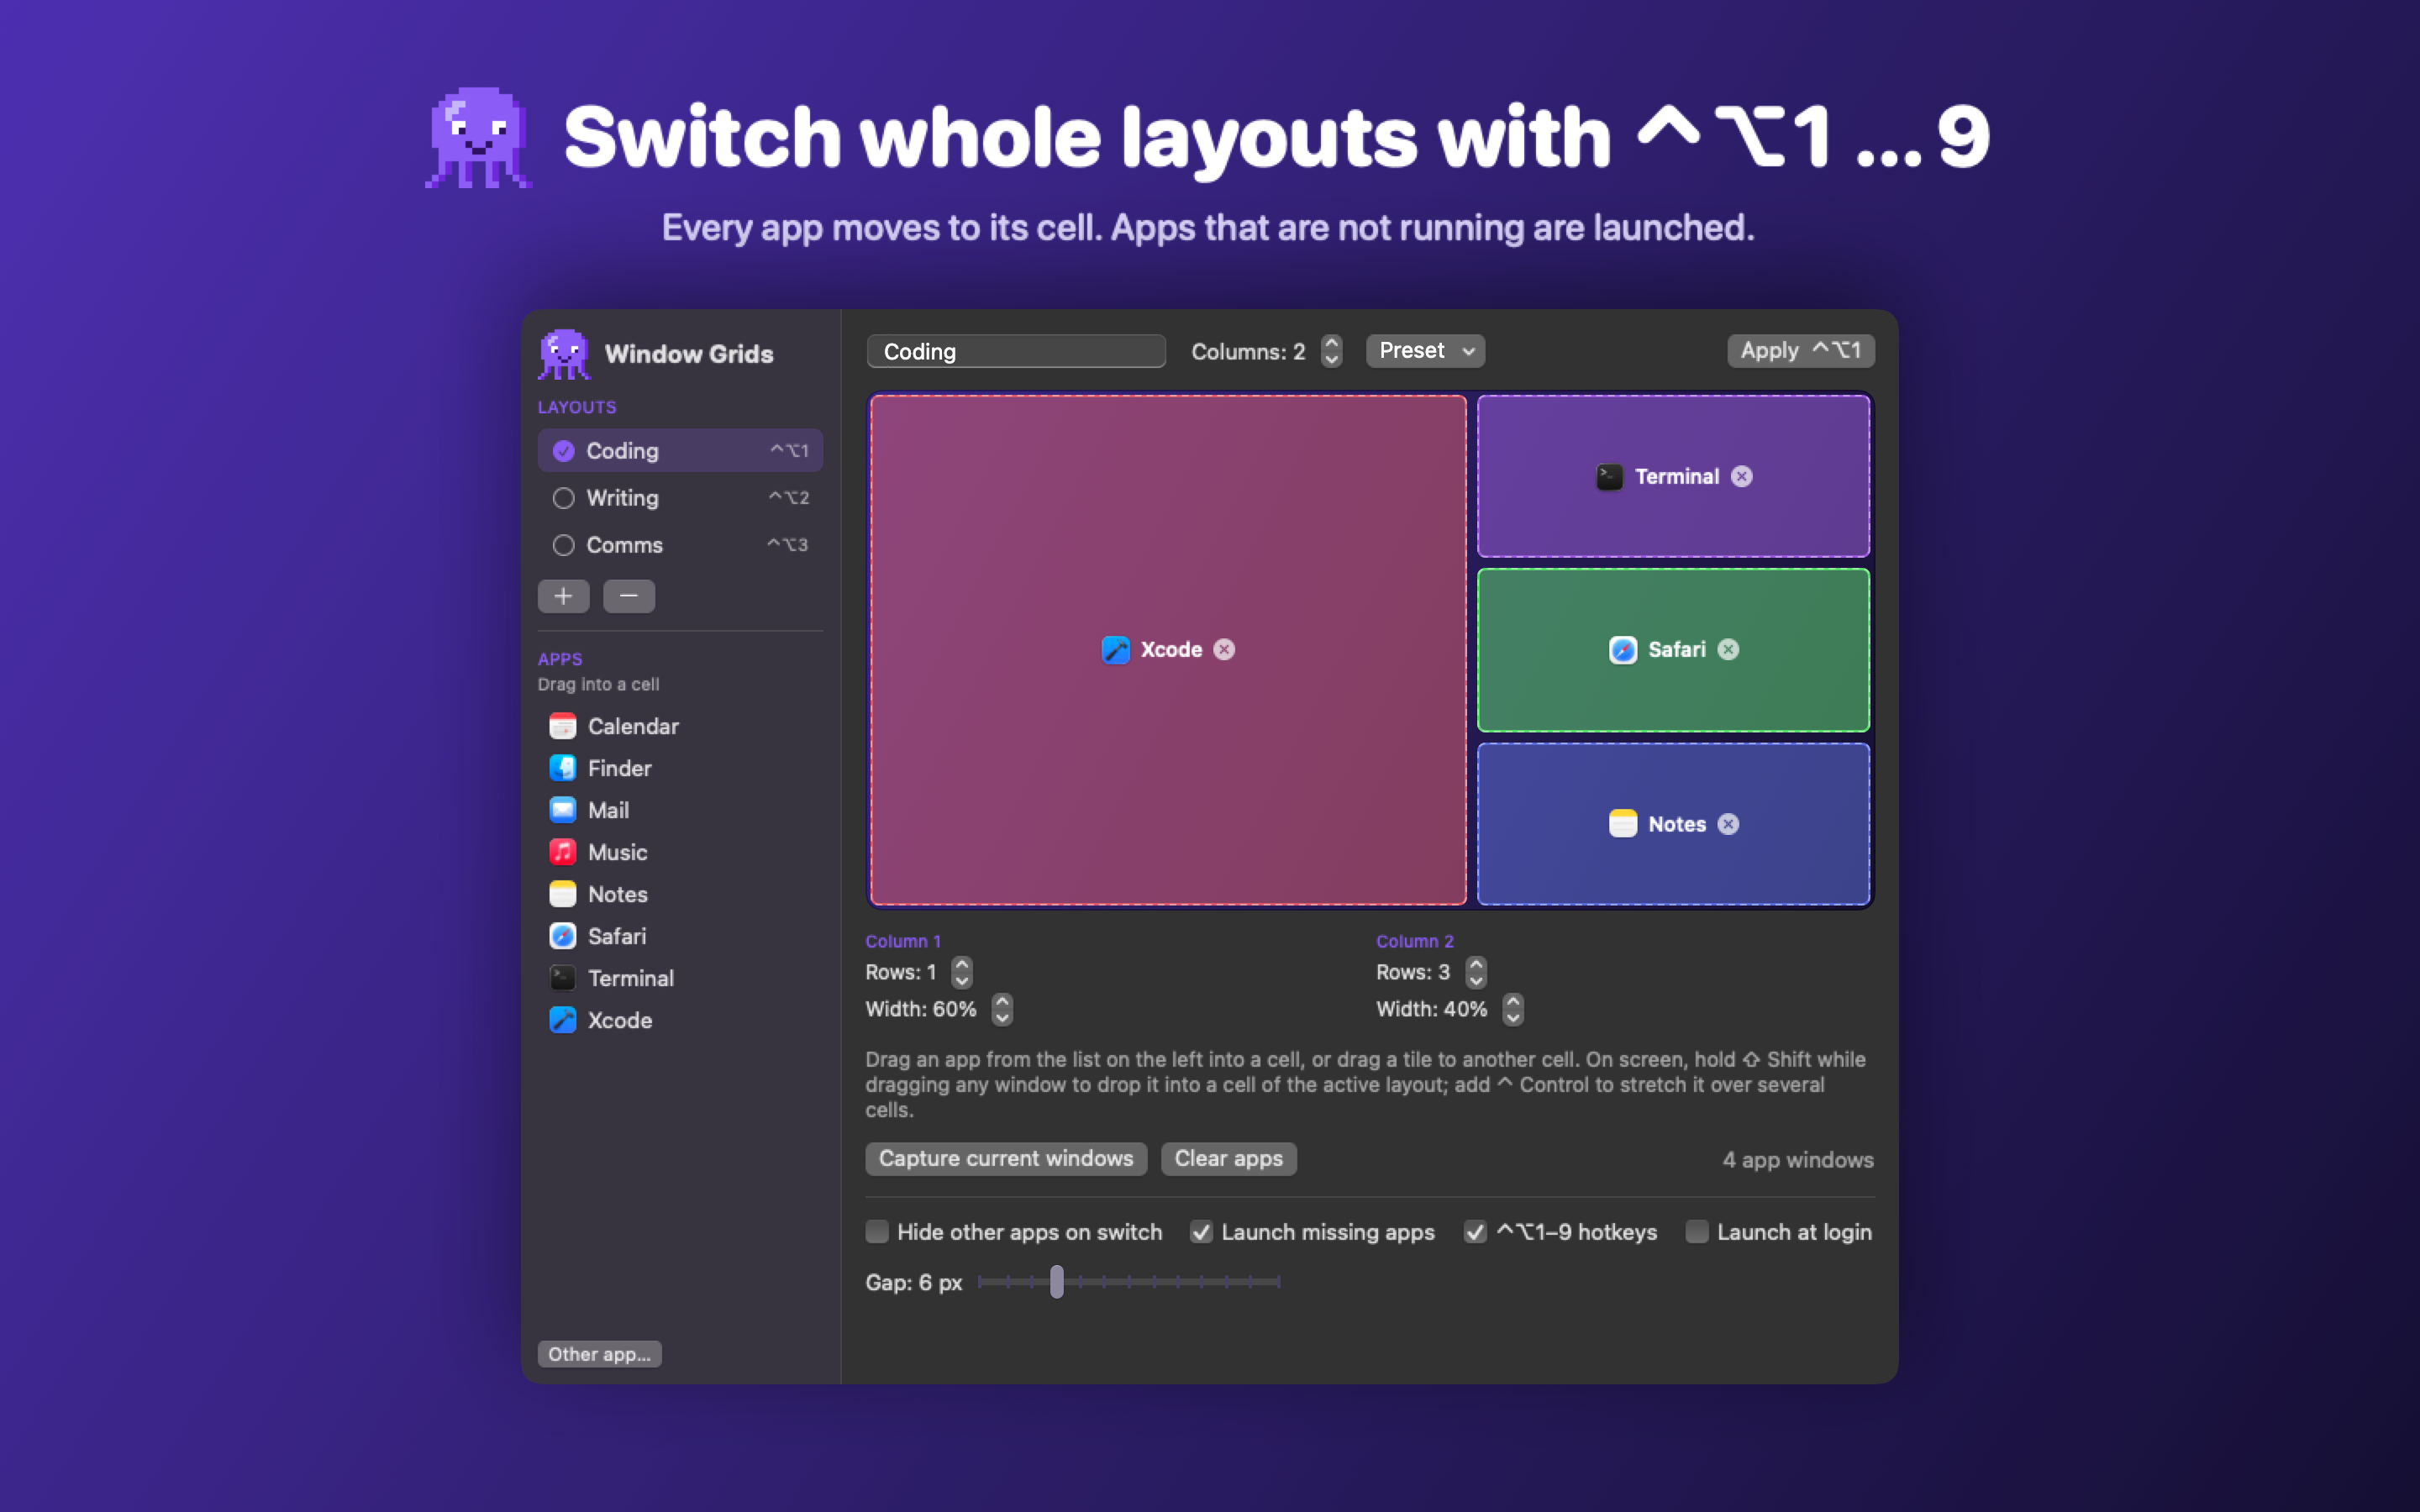 Switch whole layouts with ⌃⌥1 … 9
Every app moves to its cell. Apps that are not running are launched.
Window Grids
LAYOUTS
Coding ⌃⌥1
Writing ⌃⌥2
Comms ⌃⌥3
APPS
Drag into a cell
Calendar
Finder
Mail
Music
Notes
Safari
Terminal
Xcode
Other app...
Coding Columns: 2 Preset Apply ⌃⌥1
Xcode
Terminal
Safari
Notes
Column 1
Rows: 1
Width: 60%
Column 2
Rows: 3
Width: 40%
Drag an app from the list on the left into a cell, or drag a tile to another cell. On screen, hold ⇧ Shift while
dragging any window to drop it into a cell of the active layout; add ⌃ Control to stretch it over several
cells.
Capture current windows Clear apps 4 app windows
Hide other apps on switch Launch missing apps ⌃⌥1–9 hotkeys Launch at login
Gap: 6 px